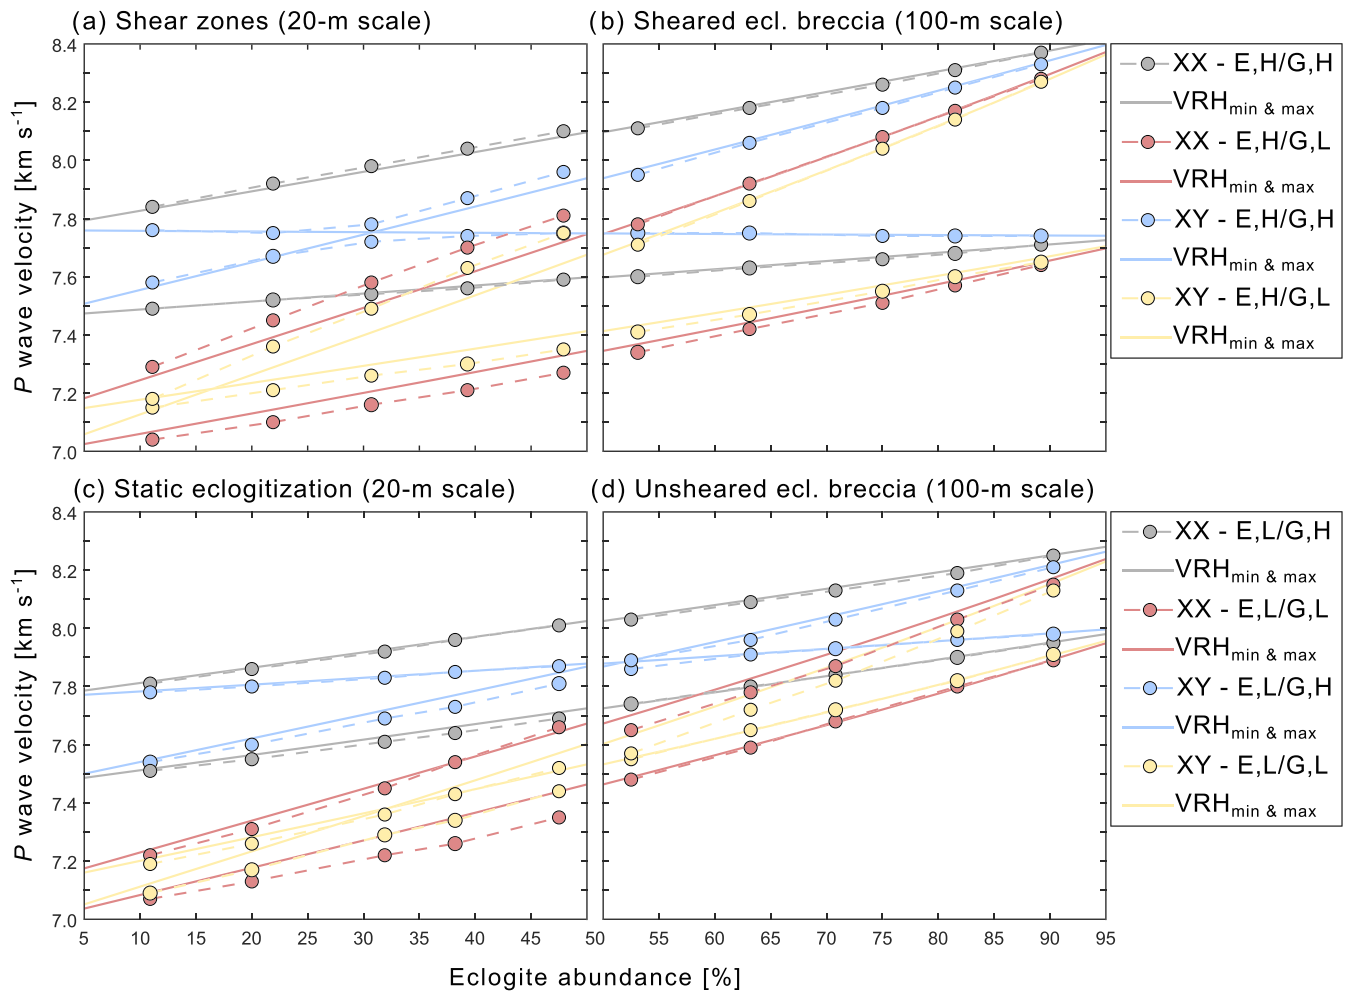 (a) Shear zones (20-m scale)
(b) Sheared ecl. breccia (100-m scale)
8.4
8.2
8.0
7.8
7.6
7.4
7.2
7.0
P wave velocity [km s-1]
XX - E,H/G,H
VRHmin & max
XX - E,H/G,L
VRHmin & max
XY - E,H/G,H
VRHmin & max
XY - E,H/G,L
VRHmin & max
(c) Static eclogitization (20-m scale)
(d) Unsheared ecl. breccia (100-m scale)
8.4
8.2
8.0
7.8
7.6
7.4
7.2
7.0
P wave velocity [km s-1]
XX - E,L/G,H
VRHmin & max
XX - E,L/G,L
VRHmin & max
XY - E,L/G,H
VRHmin & max
XY - E,L/G,L
VRHmin & max
5 10 15 20 25 30 35 40 45 50 55 60 65 70 75 80 85 90 95
Eclogite abundance [%]